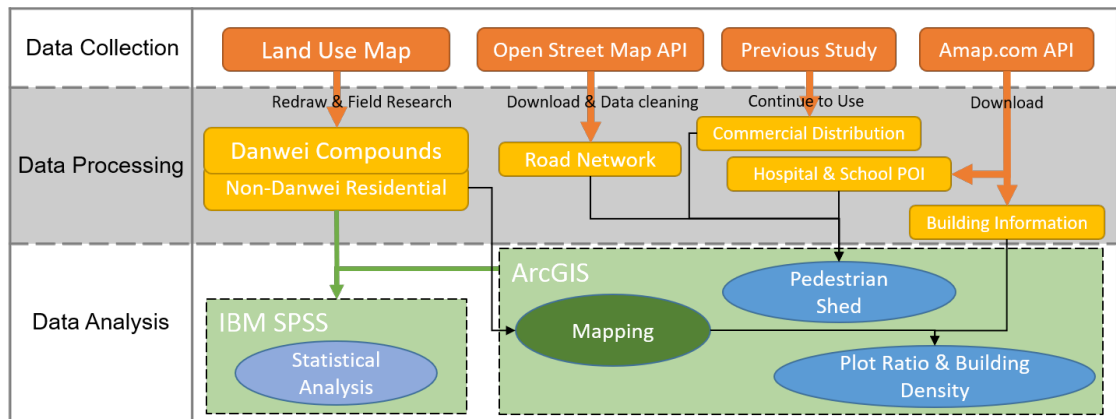 Data Collection
Land Use Map
Open Street Map API
Previous Study
Amap.com API
Redraw & Field Research
Download & Data cleaning
Continue to Use
Download
Data Processing
Danwei Compounds
Non-Danwei Residential
Road Network
Commercial Distribution
Hospital & School POI
Building Information
Data Analysis
IBM SPSS
Statistical
Analysis
ArcGIS
Mapping
Pedestrian
Shed
Plot Ratio & Building
Density